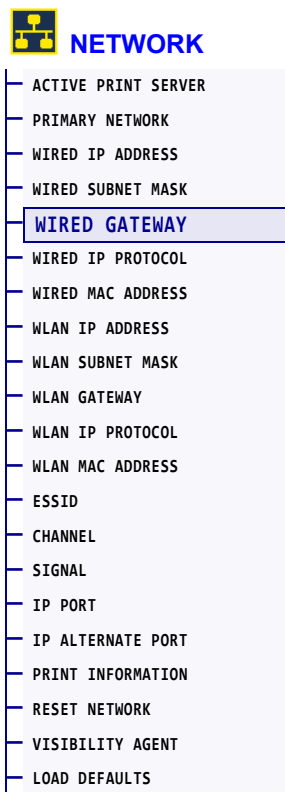 NETWORK
ACTIVE PRINT SERVER
PRIMARY NETWORK
WIRED IP ADDRESS
WIRED SUBNET MASK
WIRED GATEWAY
WIRED IP PROTOCOL
WIRED MAC ADDRESS
WLAN IP ADDRESS
WLAN SUBNET MASK
WLAN GATEWAY
WLAN IP PROTOCOL
WLAN MAC ADDRESS
ESSID
CHANNEL
SIGNAL
IP PORT
IP ALTERNATE PORT
PRINT INFORMATION
RESET NETWORK
VISIBILITY AGENT
LOAD DEFAULTS